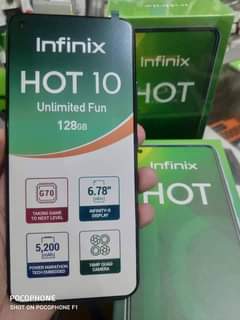 Infinix
HOT 10
Unlimited Fun
128GB
G70
TAKING GAME
TO NEXT LEVEL
6.78"
INFINITY-O
DISPLAY
5,200
POWER MARATHON
TECH EMBEDDED
16MP QUAD
CAMERA
Infinix
HOT
Infinix
HOT
POCOPHONE
SHOT ON POCOPHONE F1